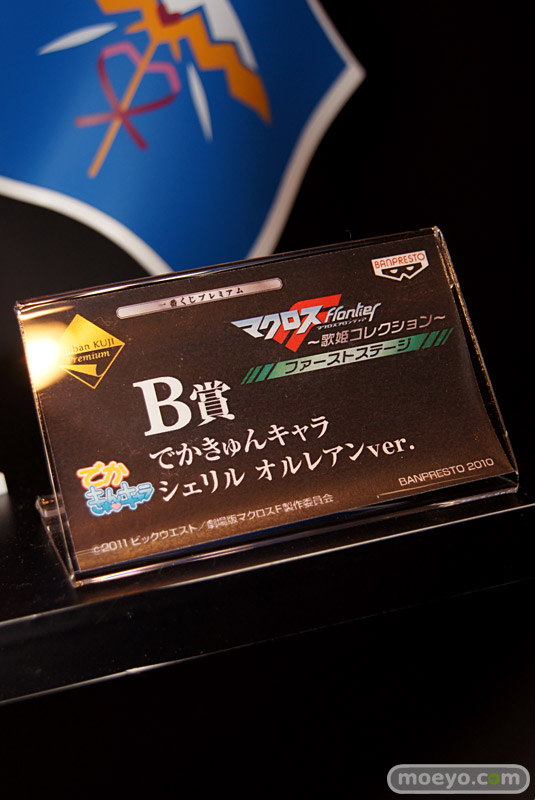 一番くじプレミアム
BANPRESTO
マクロスFrontier
マクロスフロンティア
～歌姫コレクション～
ファーストステージ
ban KUJI
Premium
B賞
でかきゅんキャラ
シェリル オルレアンver.
でか
きゅんキャラ
BANPRESTO 2010
©2011 ビックウエスト／劇場版マクロスF製作委員会
moeyo.com